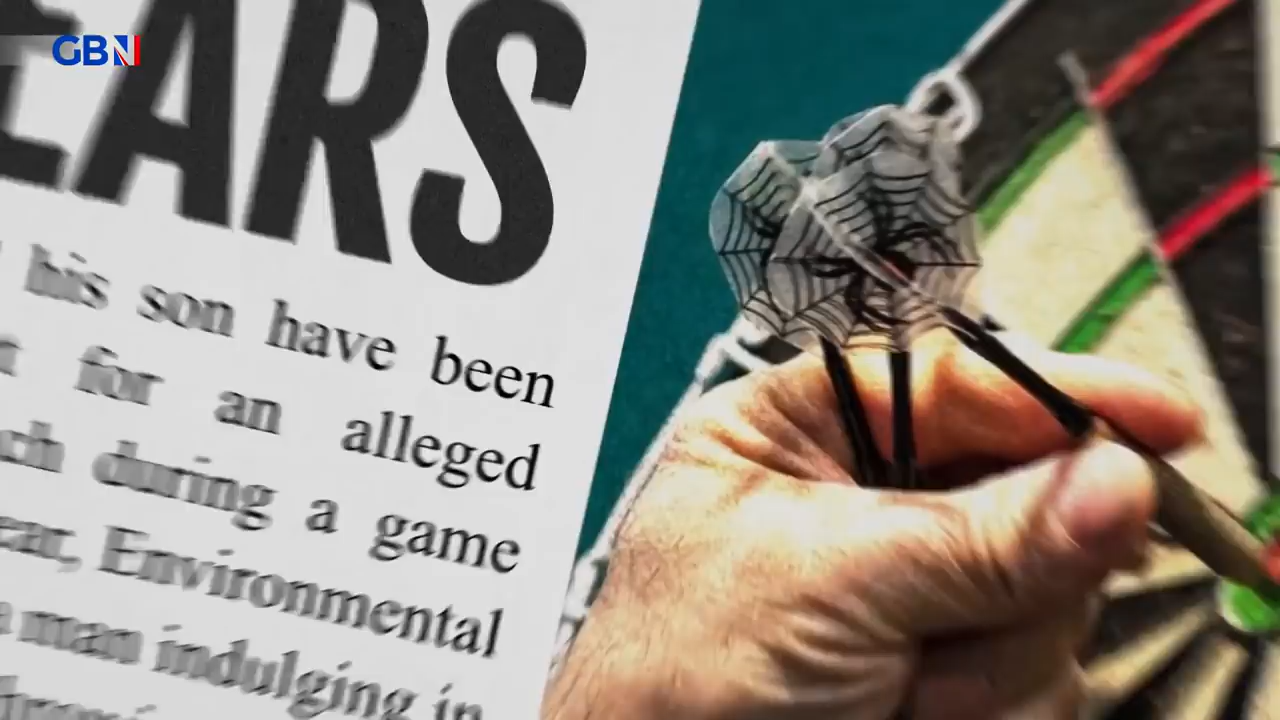 GBN
EARS
his son have been
for an alleged
ch during a game
ear, Environmental
a man indulging in